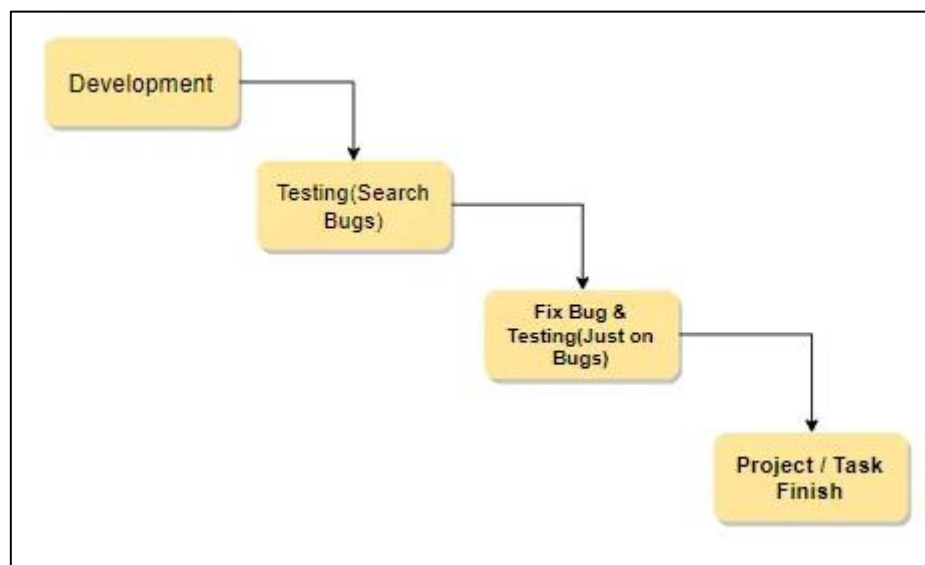 Development
Testing(Search
Bugs)
Fix Bug &
Testing(Just on
Bugs)
Project / Task
Finish